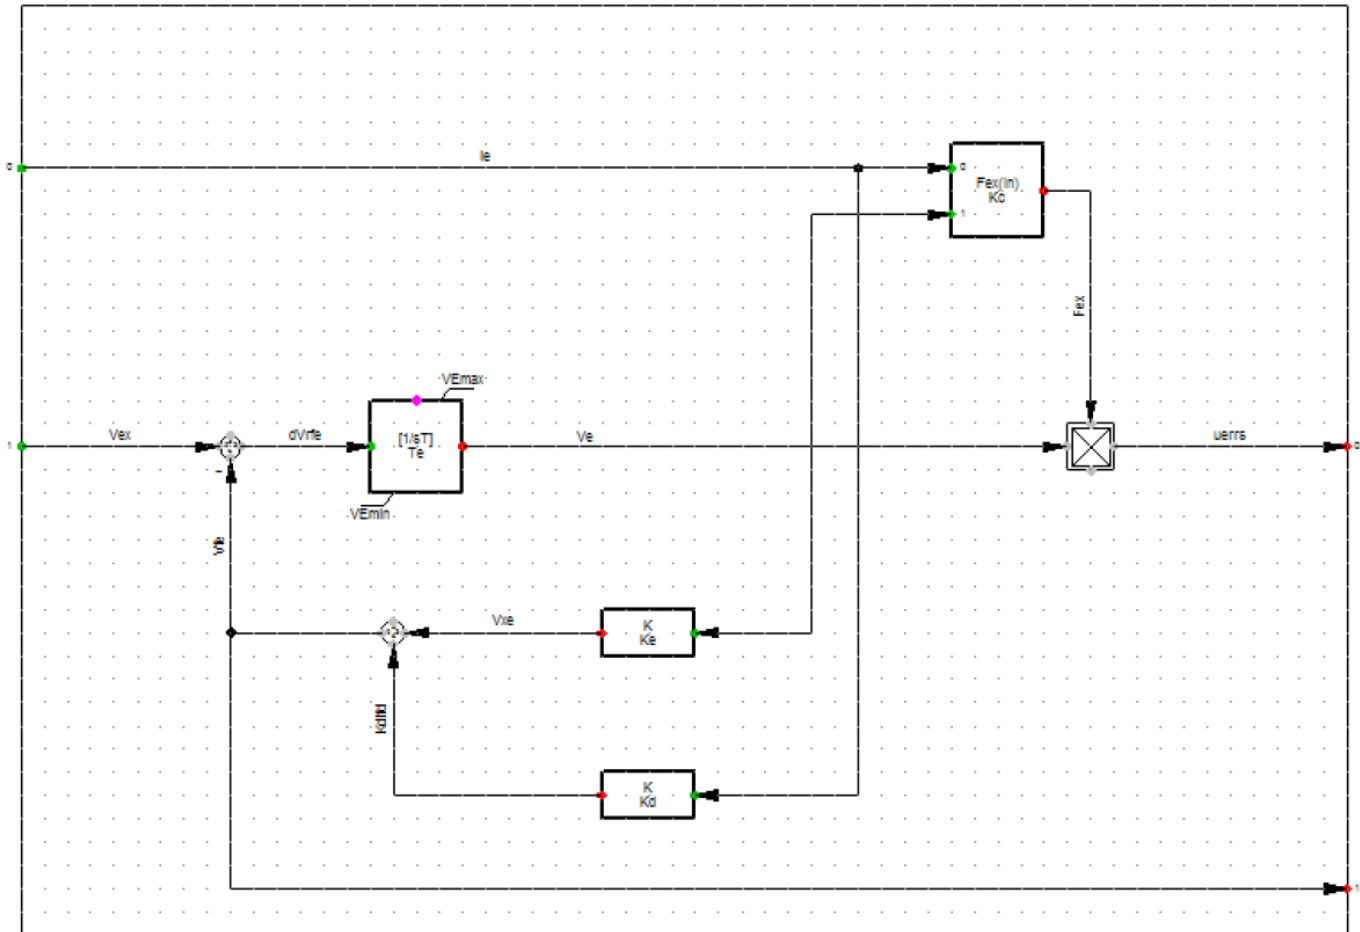 Ie
0
0
Fex(In)
Kc
1
Fex
VEmax
1
Vex
dVrfe
[1/sT]
Te
Ve
uerrs
0
-
VEmin
Vfe
Vxe
K
Ke
K
Kd
1